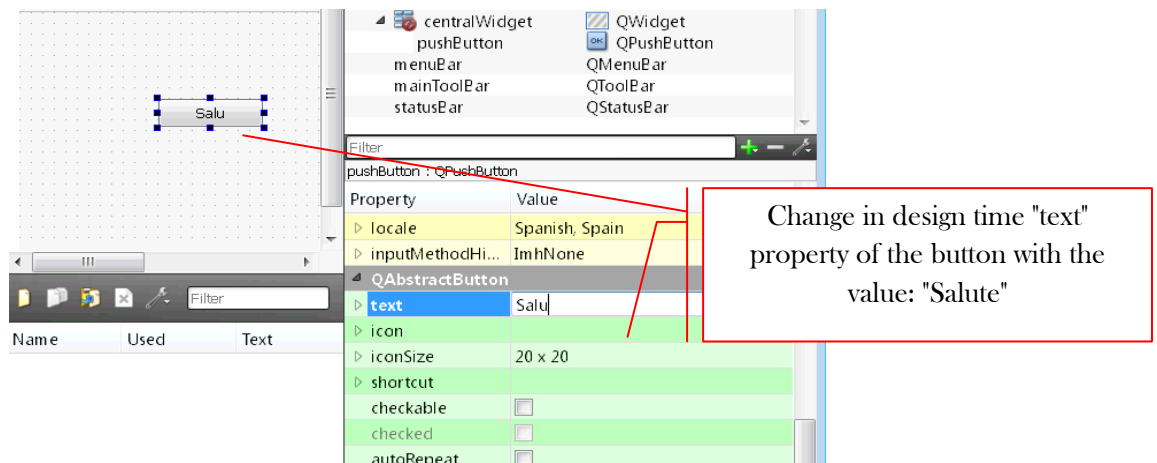 centralWidget QWidget
pushButton QPushButton
menuBar QMenuBar
mainToolBar QToolBar
statusBar QStatusBar
Salu
Filter
pushButton : QPushButton
Property Value
locale Spanish, Spain
inputMethodHi... ImhNone
QAbstractButton
text Salu
icon
iconSize 20 x 20
shortcut
checkable
checked
autoRepeat
Filter
Name Used Text
Change in design time "text"
property of the button with the
value: "Salute"